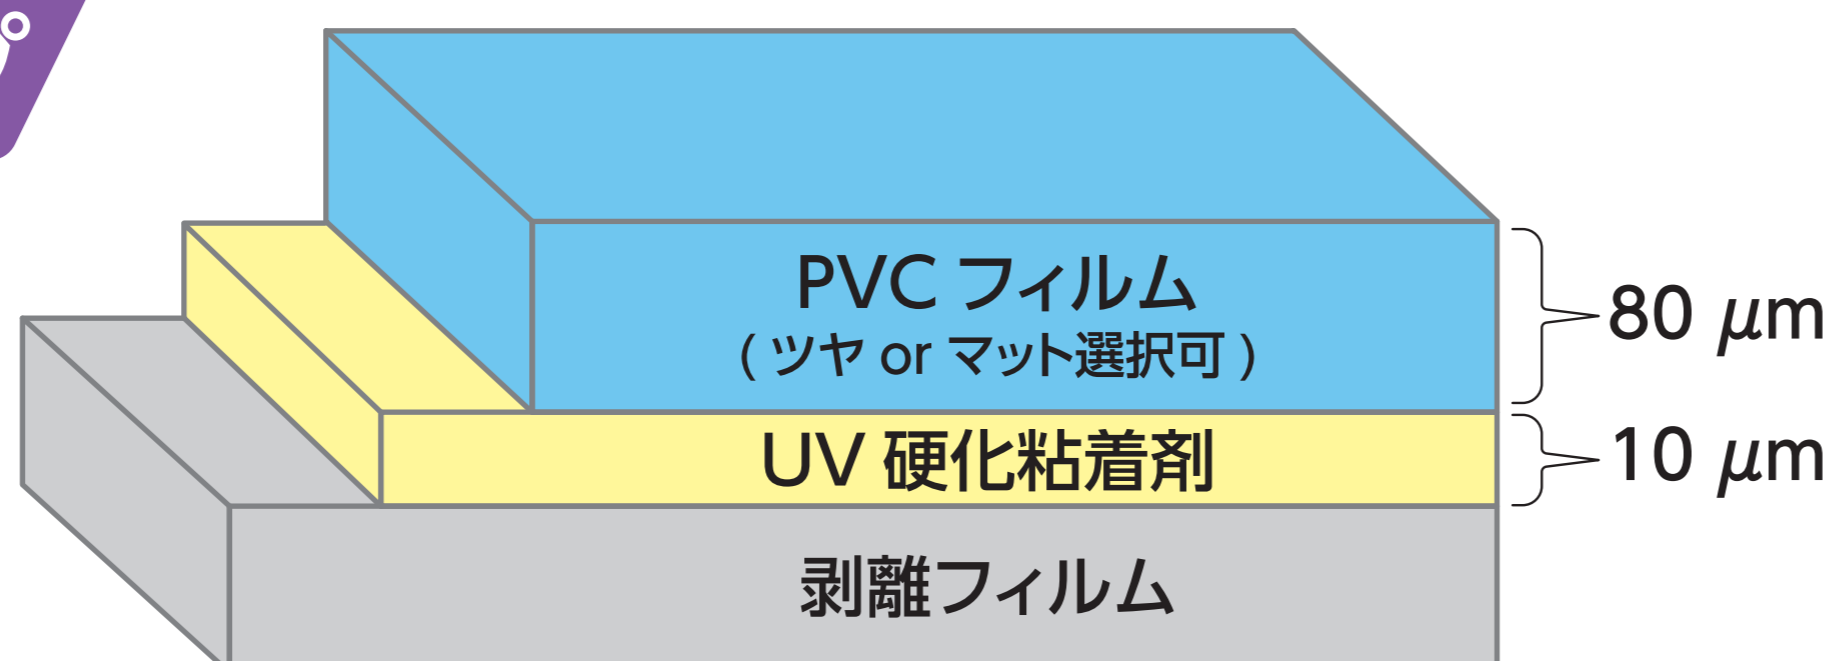 PVC フィルム
( ツヤ or マット選択可 )
80 μm
UV 硬化粘着剤
10 μm
剥離フィルム